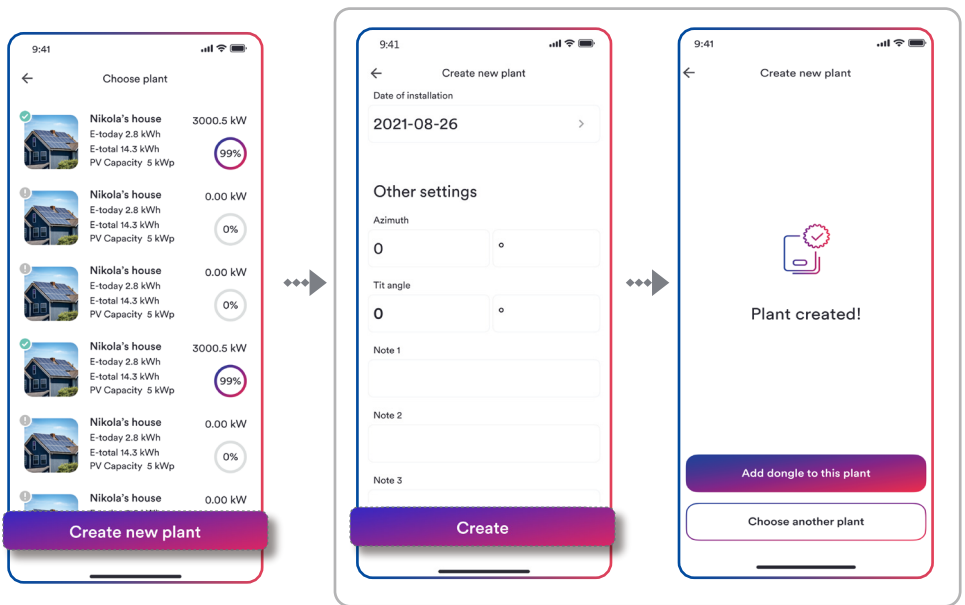 9:41
Choose plant
Nikola's house
3000.5 kW
E-today 2.8 kWh
E-total 14.3 kWh
99%
PV Capacity 5 kWp
Nikola's house
0.00 kW
E-today 2.8 kWh
E-total 14.3 kWh
0%
PV Capacity 5 kWp
Nikola's house
0.00 kW
E-today 2.8 kWh
E-total 14.3 kWh
0%
PV Capacity 5 kWp
Nikola's house
3000.5 kW
E-today 2.8 kWh
E-total 14.3 kWh
99%
PV Capacity 5 kWp
Nikola's house
0.00 kW
E-today 2.8 kWh
E-total 14.3 kWh
0%
PV Capacity 5 kWp
Nikola's house
0.00 kW
Create new plant
9:41
Create new plant
Date of installation
2021-08-26
Other settings
Azimuth
0 °
Tit angle
0 °
Note 1
Note 2
Note 3
Create
9:41
Create new plant
Plant created!
Add dongle to this plant
Choose another plant